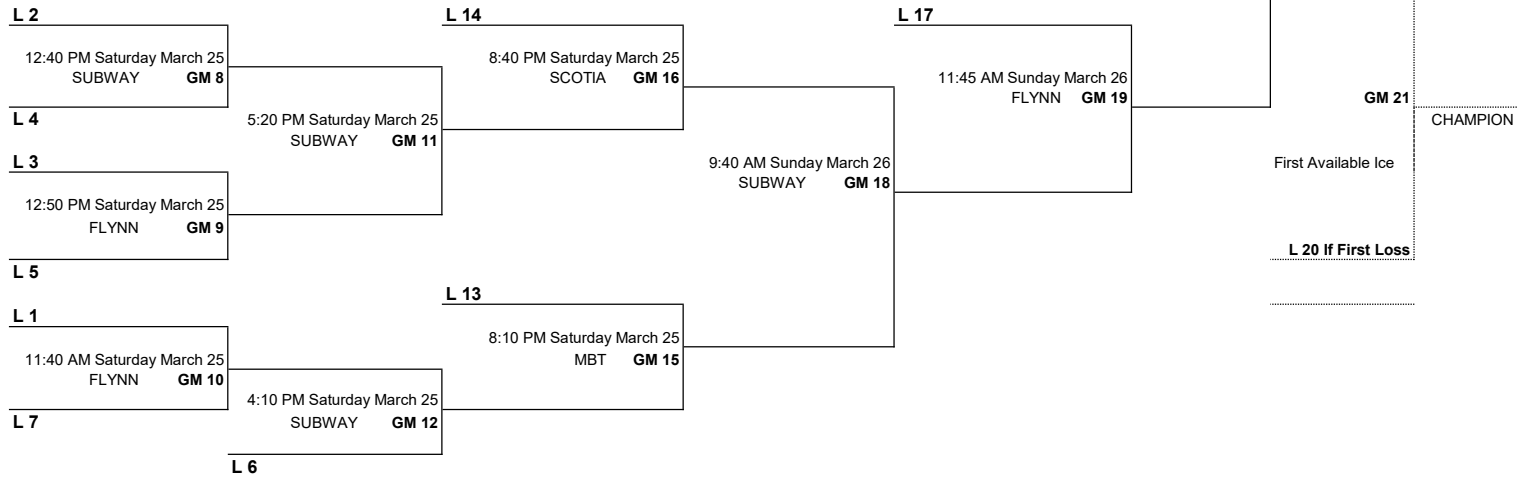 L 2
L 14
L 17
12:40 PM Saturday March 25
SUBWAY GM 8
8:40 PM Saturday March 25
SCOTIA GM 16
11:45 AM Sunday March 26
FLYNN GM 19
GM 21
L 4
5:20 PM Saturday March 25
SUBWAY GM 11
CHAMPION
L 3
9:40 AM Sunday March 26
SUBWAY GM 18
First Available Ice
12:50 PM Saturday March 25
FLYNN GM 9
L 20 If First Loss
L 5
L 13
L 1
8:10 PM Saturday March 25
MBT GM 15
11:40 AM Saturday March 25
FLYNN GM 10
4:10 PM Saturday March 25
SUBWAY GM 12
L 7
L 6